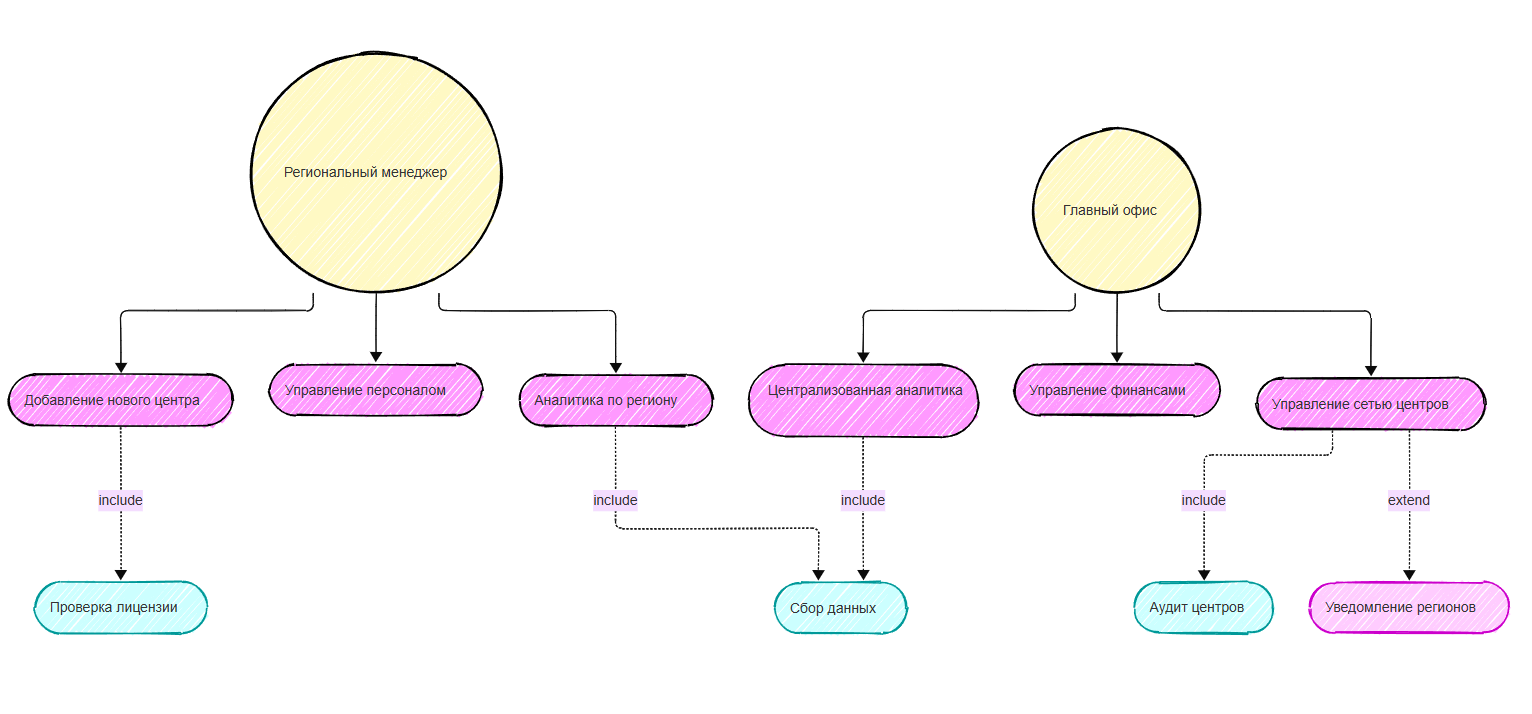 Региональный менеджер
Главный офис
Добавление нового центра
Управление персоналом
Аналитика по региону
Централизованная аналитика
Управление финансами
Управление сетью центров
include
include
include
include
extend
Проверка лицензии
Сбор данных
Аудит центров
Уведомление регионов